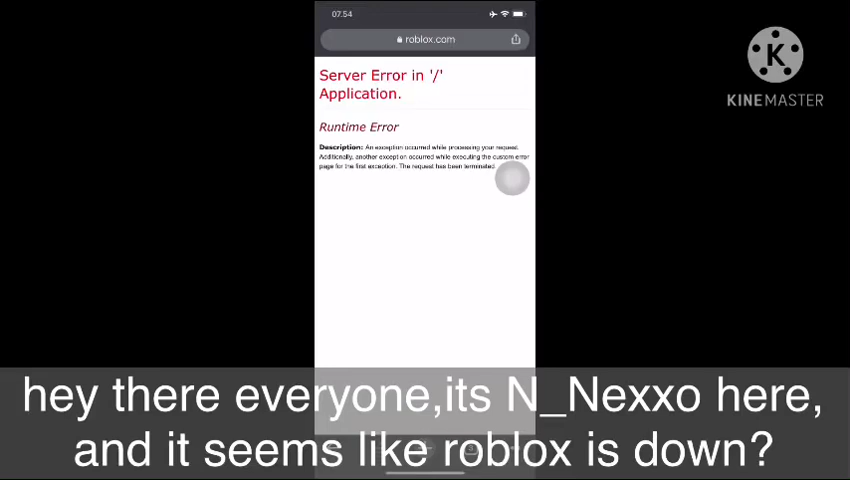 07.54
roblox.com
Server Error in '/'
Application.
Runtime Error
Description: An exception occurred while processing your request.
Additionally, another exception occurred while executing the custom error
page for the first exception. The request has been terminated.
K
KINEMASTER
hey there everyone,its N_Nexxo here,
and it seems like roblox is down?